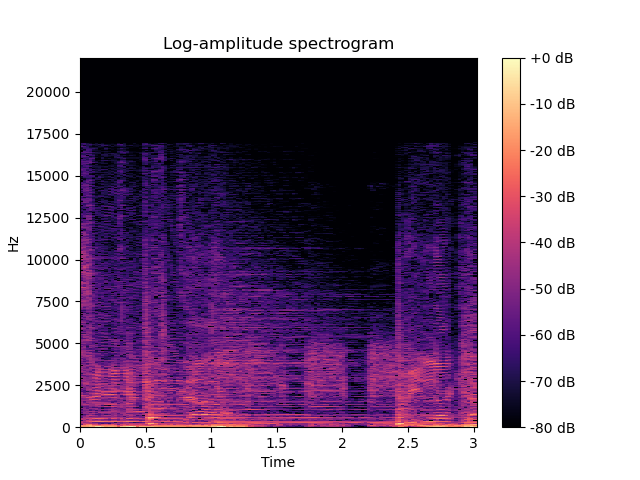 Log-amplitude spectrogram
Hz
20000
17500
15000
12500
10000
7500
5000
2500
0
0 0.5 1 1.5 2 2.5 3
Time
+0 dB
-10 dB
-20 dB
-30 dB
-40 dB
-50 dB
-60 dB
-70 dB
-80 dB